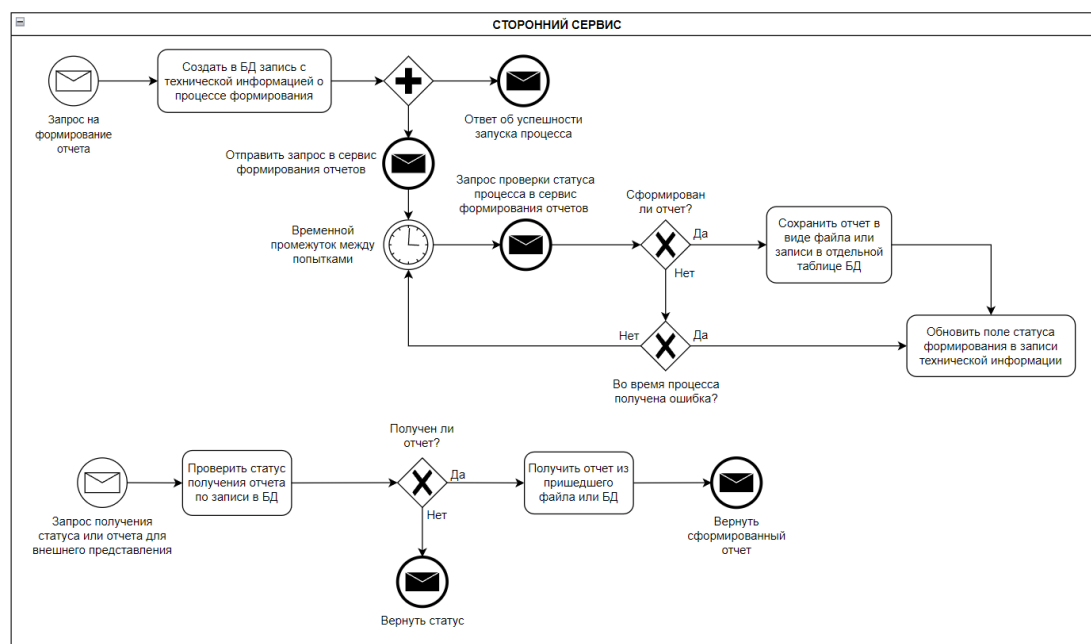 СТОРОННИЙ СЕРВИС
Создать в БД запись с
технической информацией о
процессе формирования
Запрос на
формирование
отчета
Ответ об успешности
запуска процесса
Отправить запрос в сервис
формирования отчетов
Запрос проверки статуса
процесса в сервис
формирования отчетов
Сформирован
ли отчет?
Да
Нет
Сохранить отчет в
виде файла или
записи в отдельной
таблице БД
Временной
промежуток между
попытками
Нет
Да
Во время процесса
получена ошибка?
Обновить поле статуса
формирования в записи
технической информации
Запрос получения
статуса или отчета для
внешнего представления
Проверить статус
получения отчета
по записи в БД
Получен ли
отчет?
Да
Нет
Получить отчет из
пришедшего
файла или БД
Вернуть
сформированный
отчет
Вернуть статус